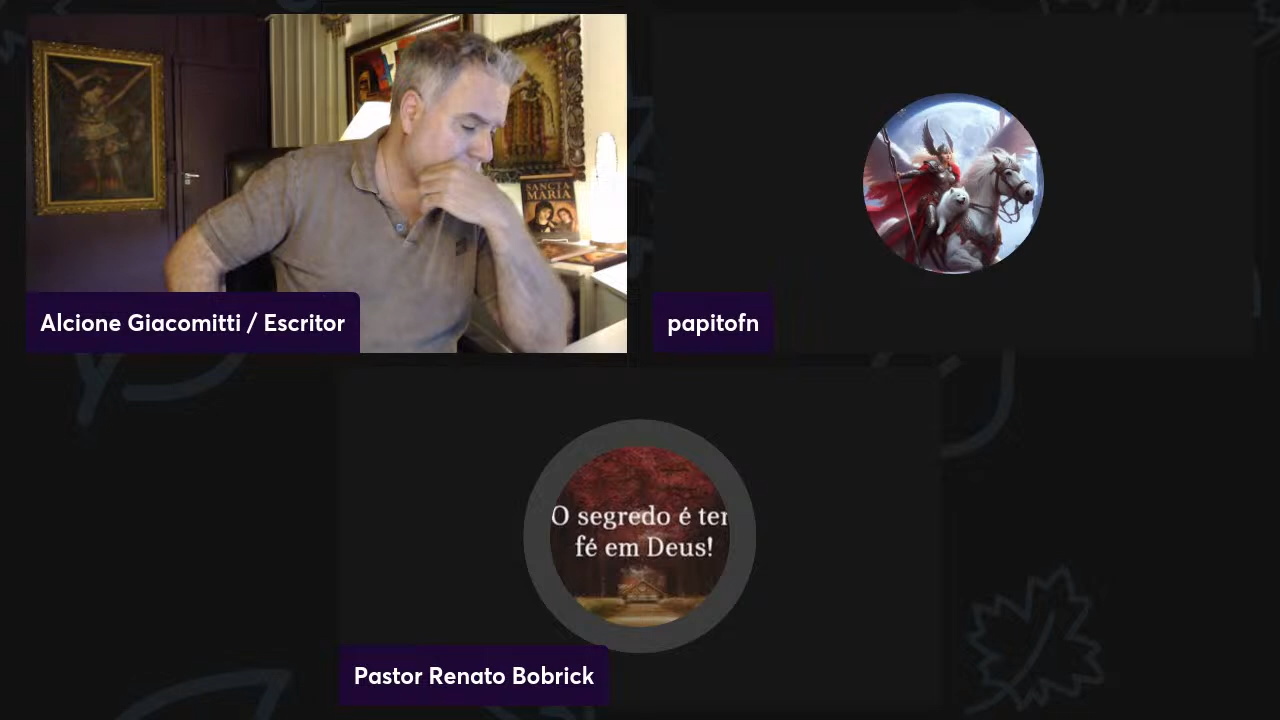 SANCTA
MARIA
Alcione Giacomitti / Escritor
papitofn
O segredo é ter
fé em Deus!
Pastor Renato Bobrick